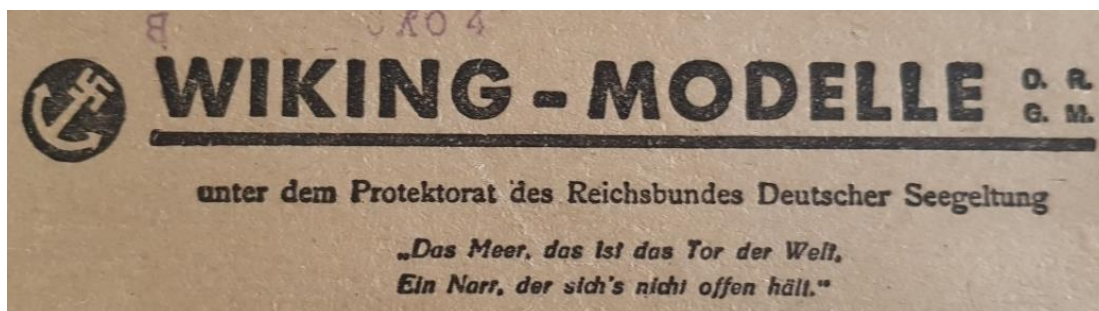 WIKING-MODELLE D. R. G. M.
unter dem Protektorat des Reichsbundes Deutscher Seegeltung
„Das Meer, das ist das Tor der Welt,
Ein Narr, der sich's nicht offen hält.“